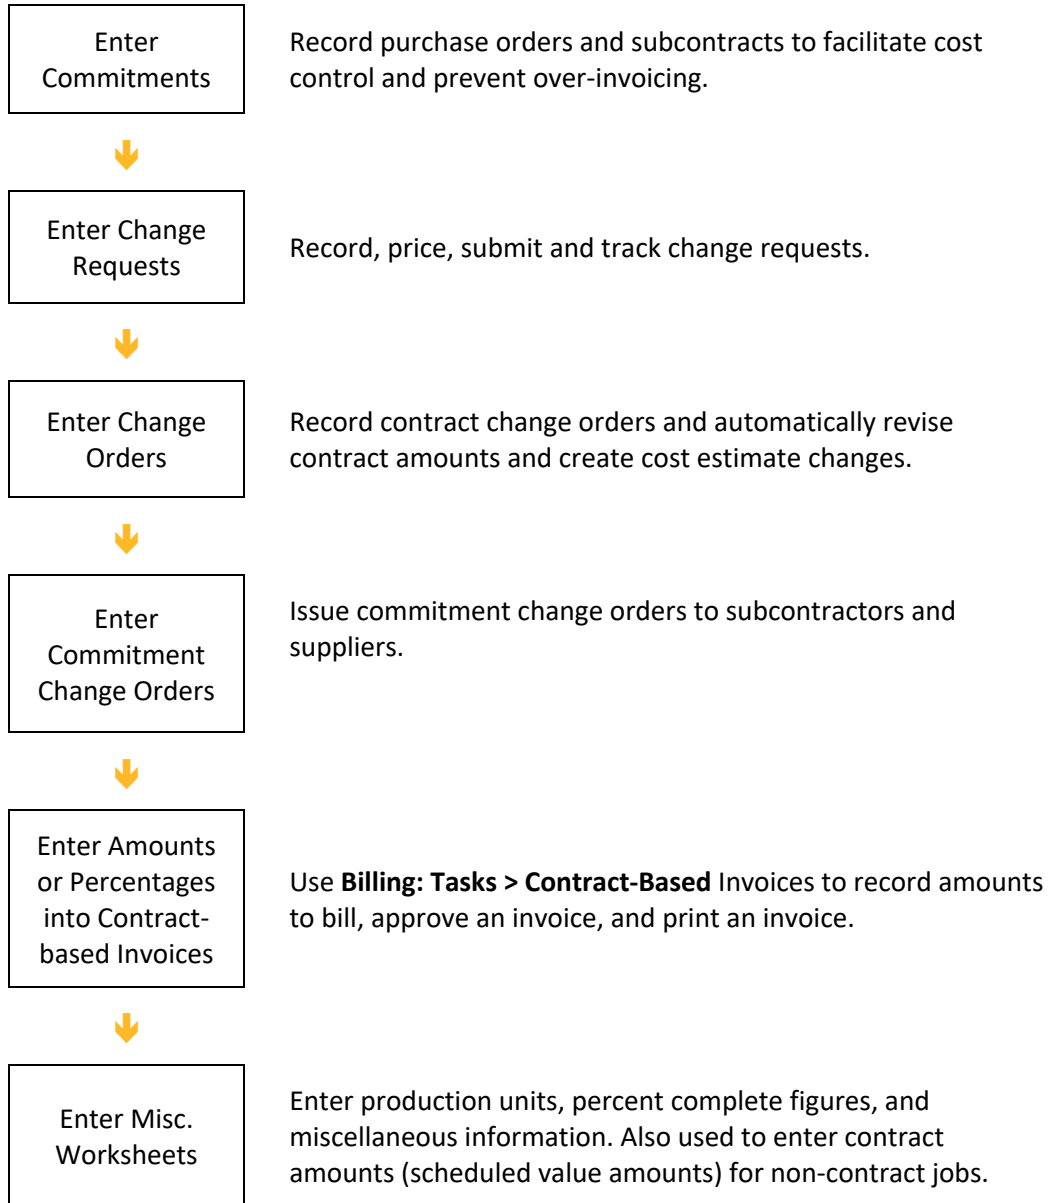 Enter
Commitments
Record purchase orders and subcontracts to facilitate cost
control and prevent over-invoicing.
Enter Change
Requests
Record, price, submit and track change requests.
Enter Change
Orders
Record contract change orders and automatically revise
contract amounts and create cost estimate changes.
Enter
Commitment
Change Orders
Issue commitment change orders to subcontractors and
suppliers.
Enter Amounts
or Percentages
into Contract-
based Invoices
Use Billing: Tasks > Contract-Based Invoices to record amounts
to bill, approve an invoice, and print an invoice.
Enter Misc.
Worksheets
Enter production units, percent complete figures, and
miscellaneous information. Also used to enter contract
amounts (scheduled value amounts) for non-contract jobs.